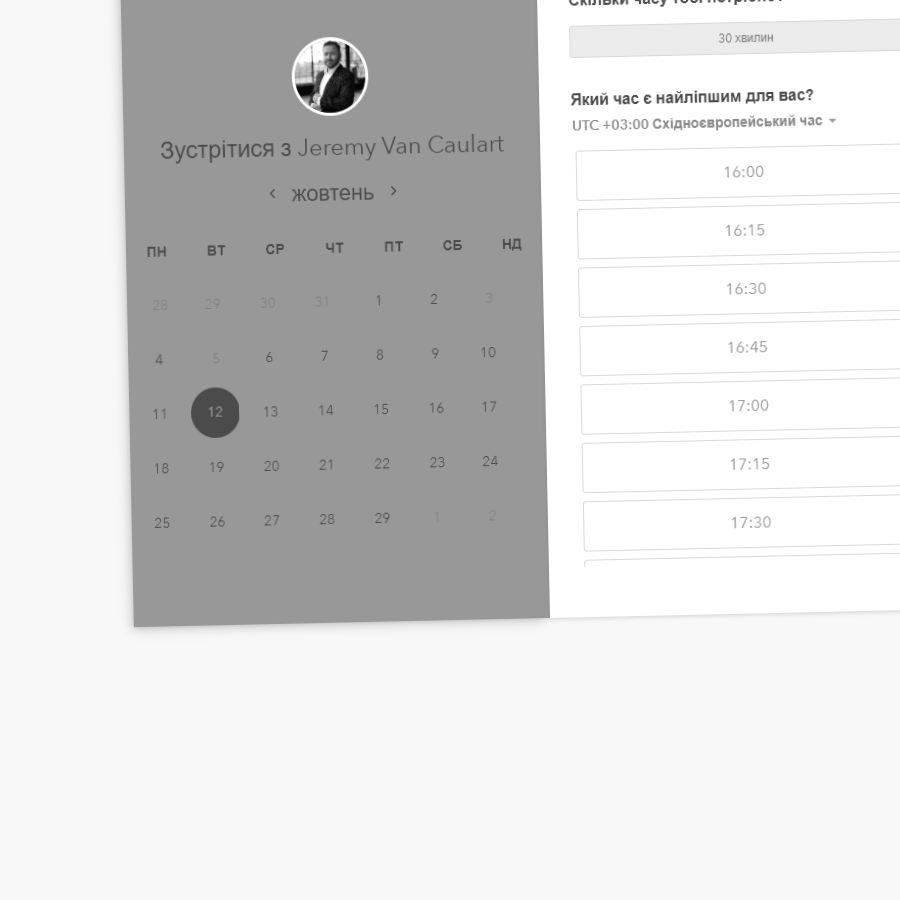 Скільки часу тобі потрібно?
30 хвилин
Зустрітися з Jeremy Van Caulart
жовтень
ПН ВТ СР ЧТ ПТ СБ НД
28 29 30 31 1 2 3
4 5 6 7 8 9 10
11 12 13 14 15 16 17
18 19 20 21 22 23 24
25 26 27 28 29 1 2
Який час є найліпшим для вас?
UTC +03:00 Східноєвропейський час
16:00
16:15
16:30
16:45
17:00
17:15
17:30